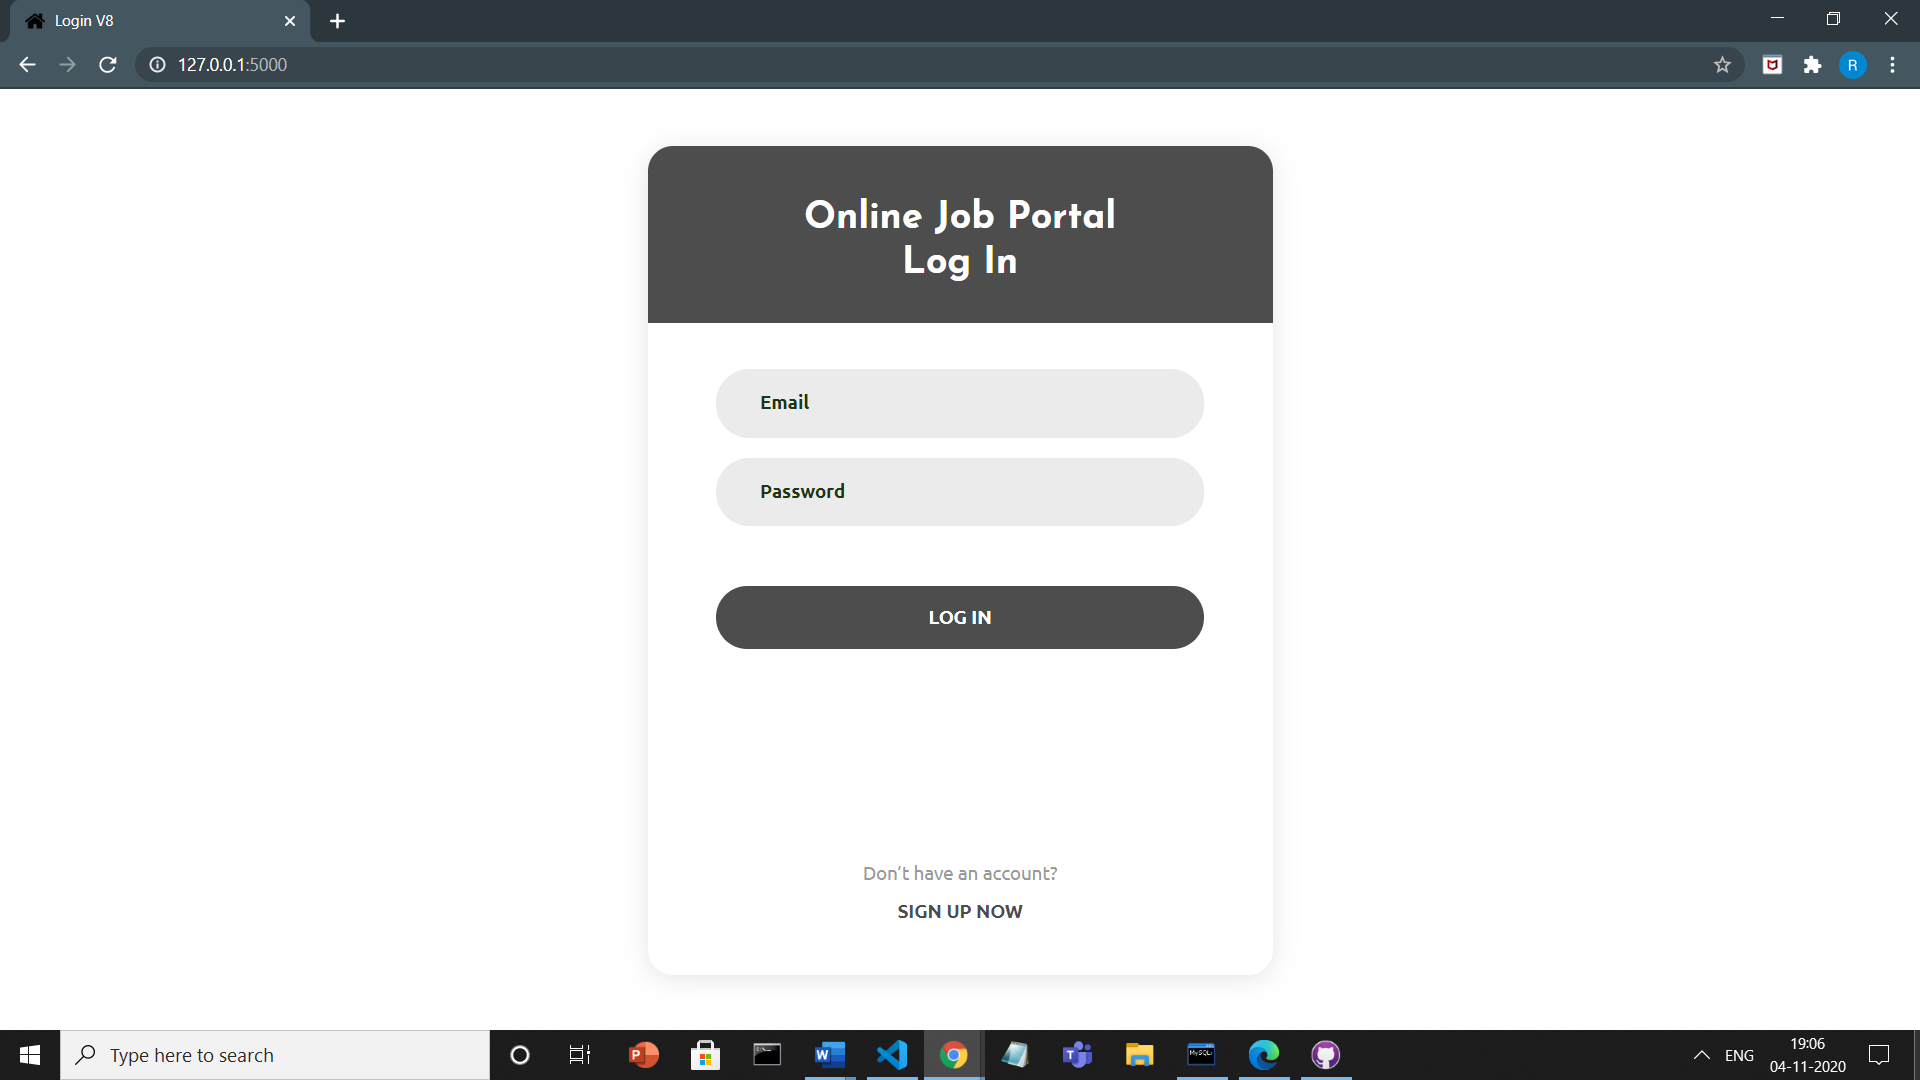 Login V8
127.0.0.1:5000
R
Online Job Portal
Log In
Email
Password
LOG IN
Don't have an account?
SIGN UP NOW
Type here to search
ENG
19:06
04-11-2020